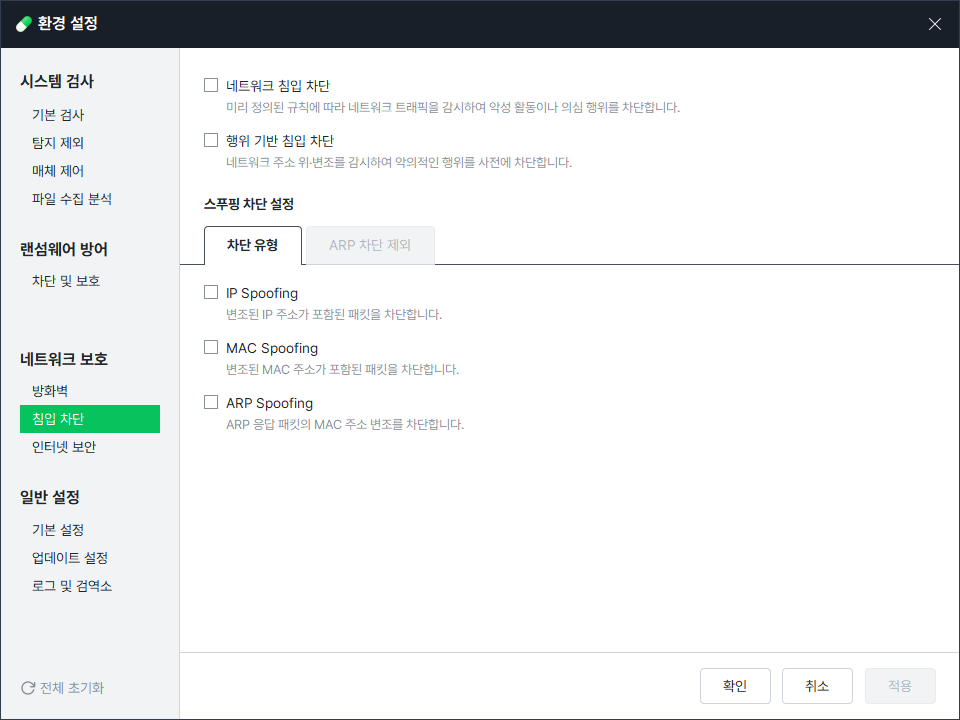 환경 설정
시스템 검사
기본 검사
탐지 제외
매체 제어
파일 수집 분석
랜섬웨어 방어
차단 및 보호
네트워크 보호
방화벽
침입 차단
인터넷 보안
일반 설정
기본 설정
업데이트 설정
로그 및 검역소
전체 초기화
네트워크 침입 차단
미리 정의된 규칙에 따라 네트워크 트래픽을 감시하여 악성 활동이나 의심 행위를 차단합니다.
행위 기반 침입 차단
네트워크 주소 위·변조를 감시하여 악의적인 행위를 사전에 차단합니다.
스푸핑 차단 설정
차단 유형 ARP 차단 제외
IP Spoofing
변조된 IP 주소가 포함된 패킷을 차단합니다.
MAC Spoofing
변조된 MAC 주소가 포함된 패킷을 차단합니다.
ARP Spoofing
ARP 응답 패킷의 MAC 주소 변조를 차단합니다.
확인 취소 적용